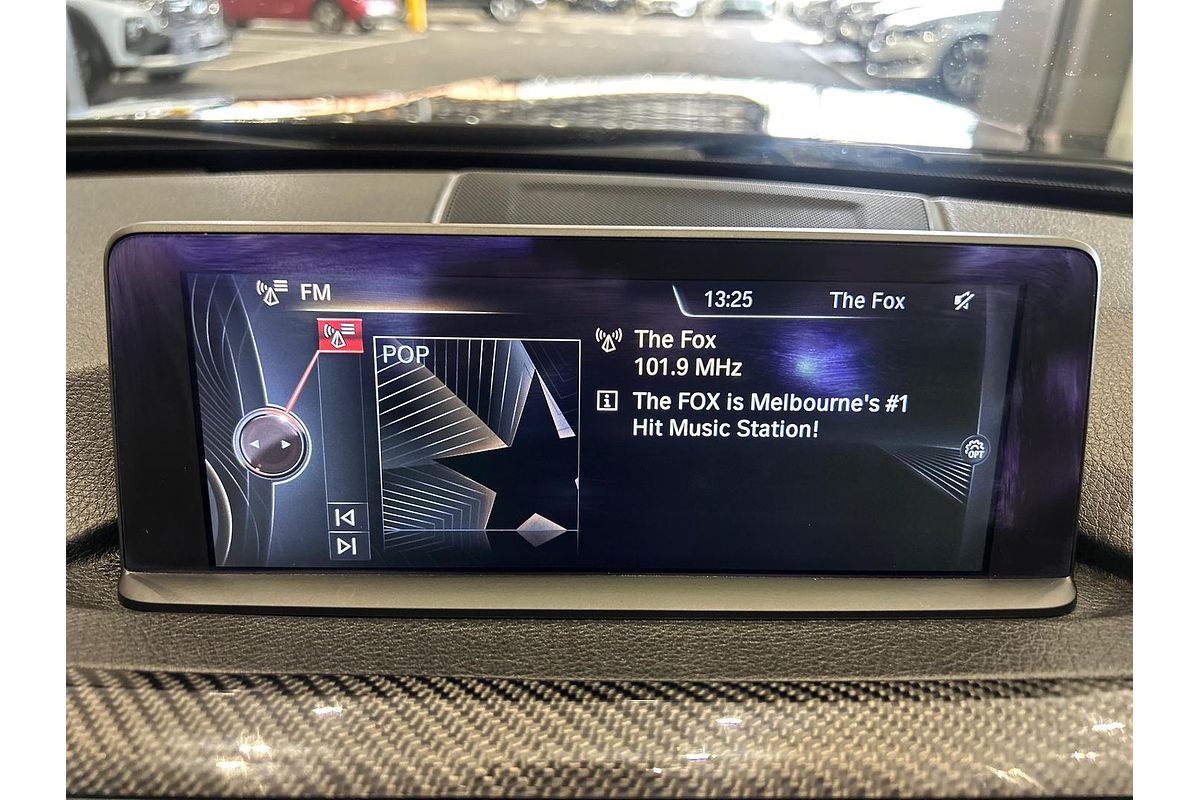 FM
13:25
The Fox
POP
The Fox
101.9 MHz
The FOX is Melbourne's #1
Hit Music Station!
OPT